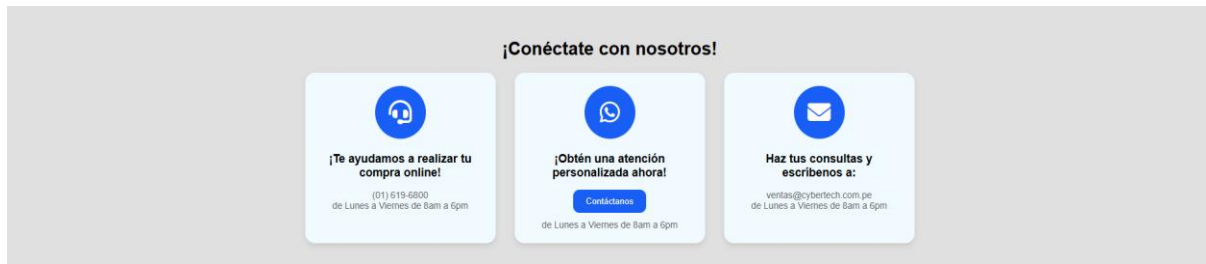 ¡Conéctate con nosotros!
¡Te ayudamos a realizar tu
compra online!
(01) 619-6800
de Lunes a Viernes de 8am a 6pm
¡Obtén una atención
personalizada ahora!
Contáctanos
de Lunes a Viernes de 8am a 6pm
Haz tus consultas y
escríbenos a:
ventas@cybertech.com.pe
de Lunes a Viernes de 8am a 6pm